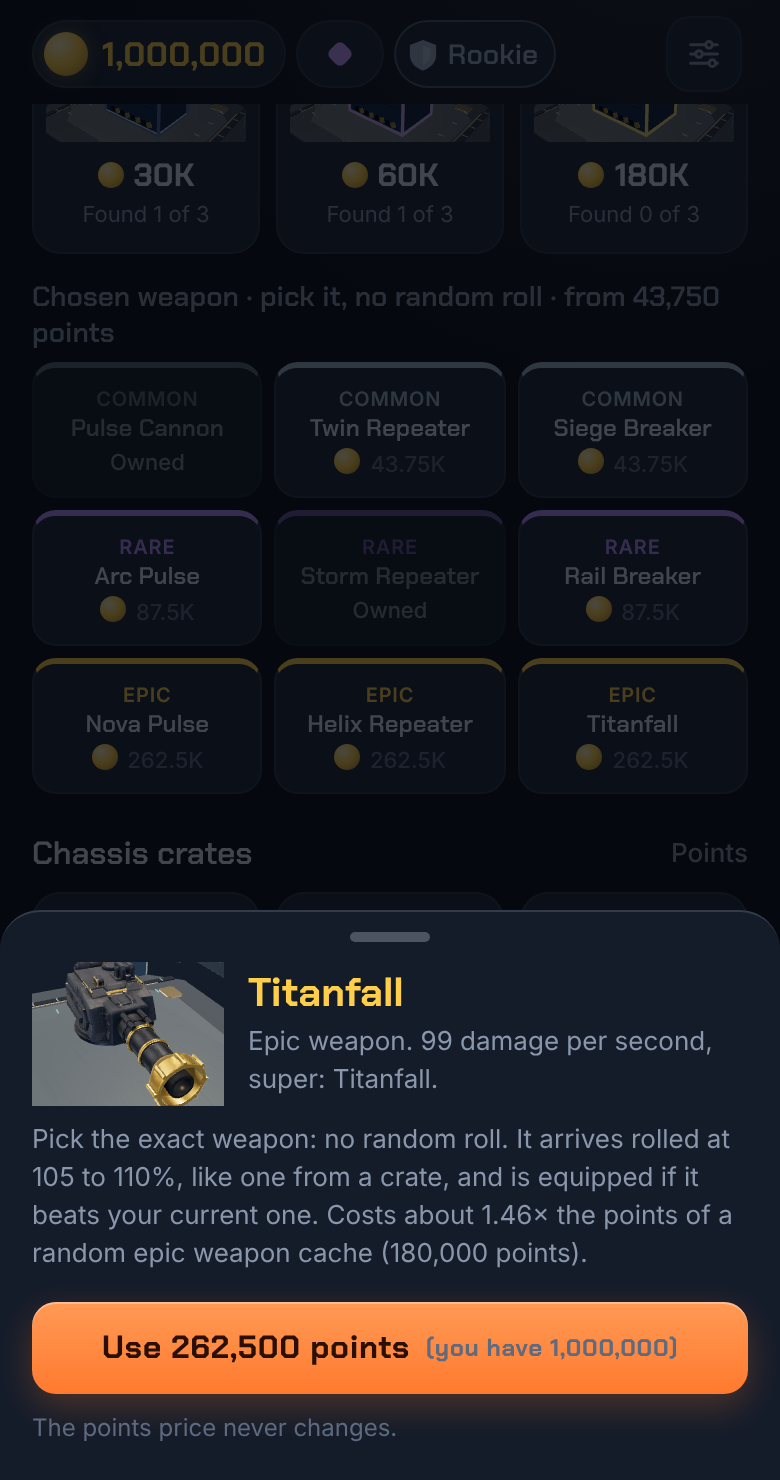 1,000,000
Rookie
30K
60K
180K
Found 1 of 3
Found 1 of 3
Found 0 of 3
Chosen weapon · pick it, no random roll · from 43,750
points
COMMON
Pulse Cannon
Owned
COMMON
Twin Repeater
43.75K
COMMON
Siege Breaker
43.75K
RARE
Arc Pulse
87.5K
RARE
Storm Repeater
Owned
RARE
Rail Breaker
87.5K
EPIC
Nova Pulse
262.5K
EPIC
Helix Repeater
262.5K
EPIC
Titanfall
262.5K
Chassis crates
Points
Titanfall
Epic weapon. 99 damage per second,
super: Titanfall.
Pick the exact weapon: no random roll. It arrives rolled at
105 to 110%, like one from a crate, and is equipped if it
beats your current one. Costs about 1.46× the points of a
random epic weapon cache (180,000 points).
Use 262,500 points (you have 1,000,000)
The points price never changes.